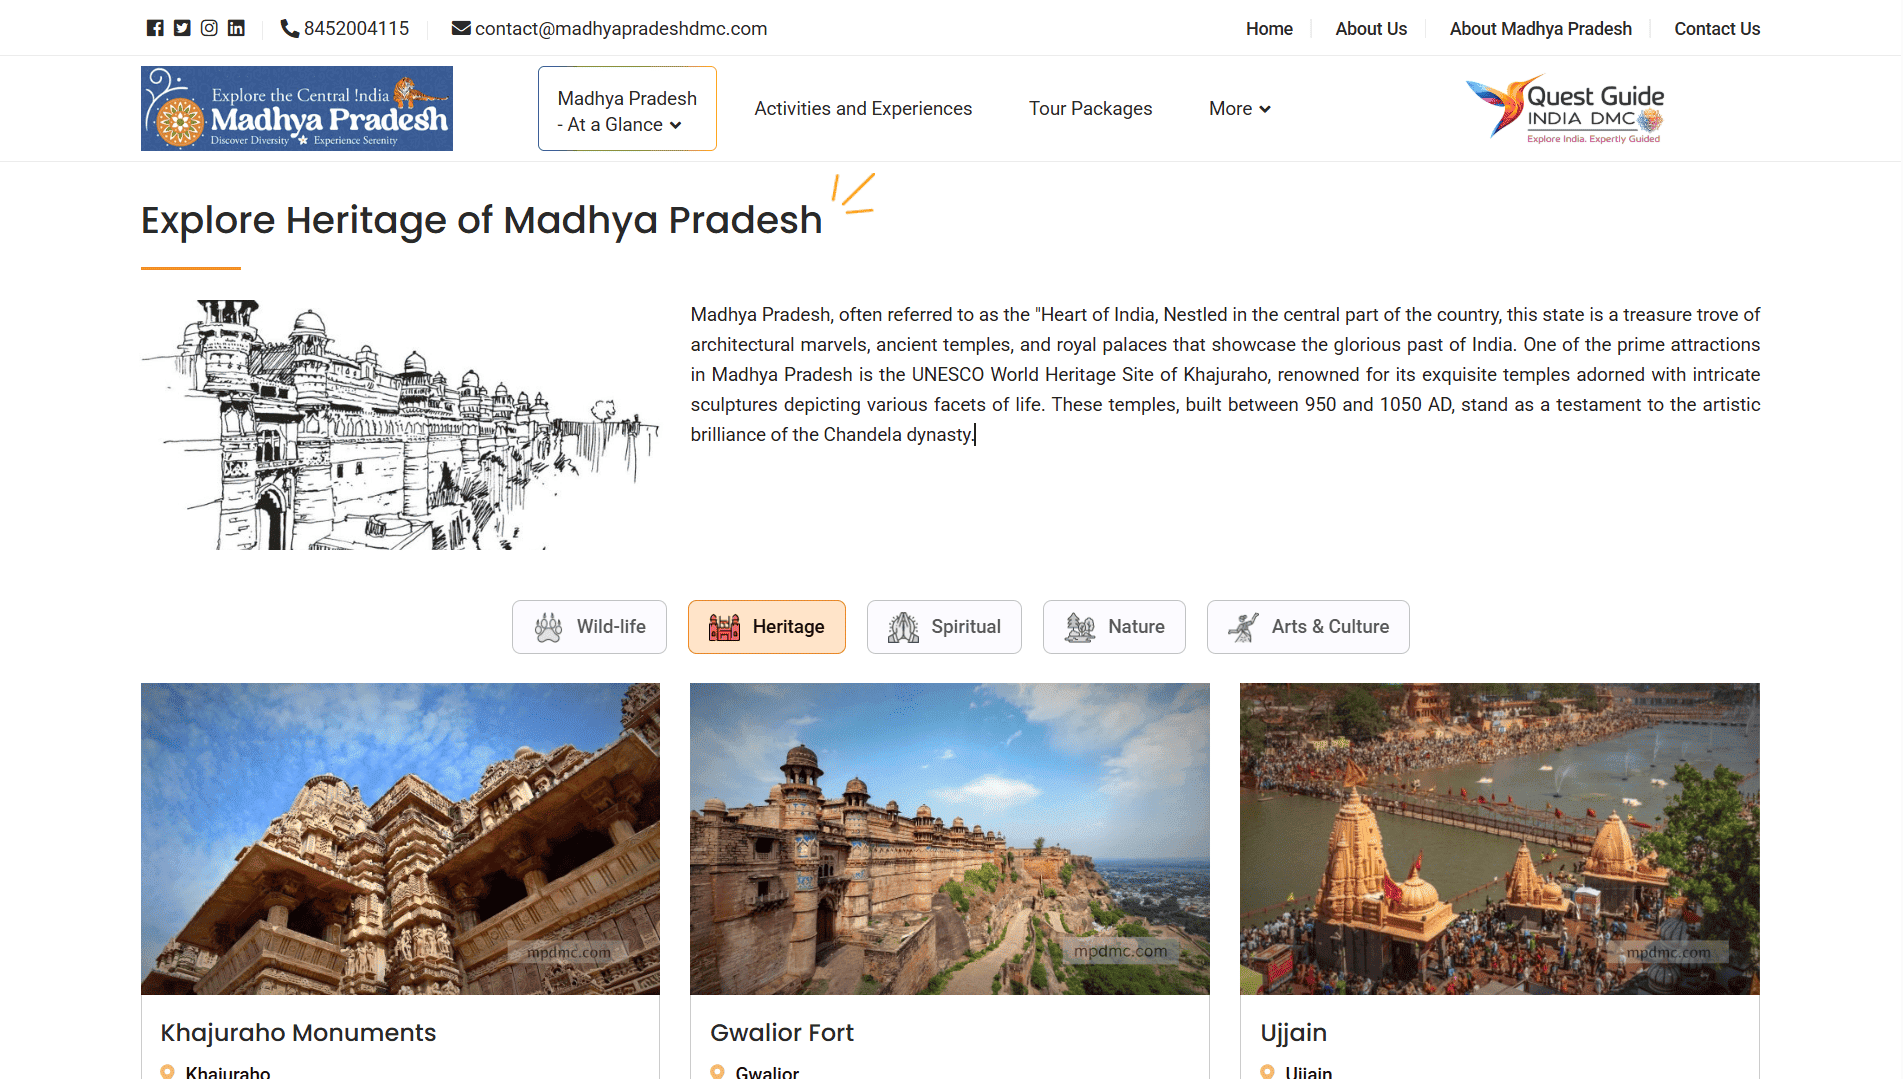 8452004115
contact@madhyapradeshdmc.com
Home
About Us
About Madhya Pradesh
Contact Us
Explore the Central !ndia
Madhya Pradesh
Discover Diversity Experience Serenity
Madhya Pradesh
- At a Glance
Activities and Experiences
Tour Packages
More
Quest Guide
INDIA DMC
Explore India. Expertly Guided
Explore Heritage of Madhya Pradesh
Madhya Pradesh, often referred to as the "Heart of India, Nestled in the central part of the country, this state is a treasure trove of
architectural marvels, ancient temples, and royal palaces that showcase the glorious past of India. One of the prime attractions
in Madhya Pradesh is the UNESCO World Heritage Site of Khajuraho, renowned for its exquisite temples adorned with intricate
sculptures depicting various facets of life. These temples, built between 950 and 1050 AD, stand as a testament to the artistic
brilliance of the Chandela dynasty.
Wild-life
Heritage
Spiritual
Nature
Arts & Culture
mpdmc.com
mpdmc.com
mpdmc.com
Khajuraho Monuments
Gwalior Fort
Ujjain
Khajuraho
Gwalior
Ujjain